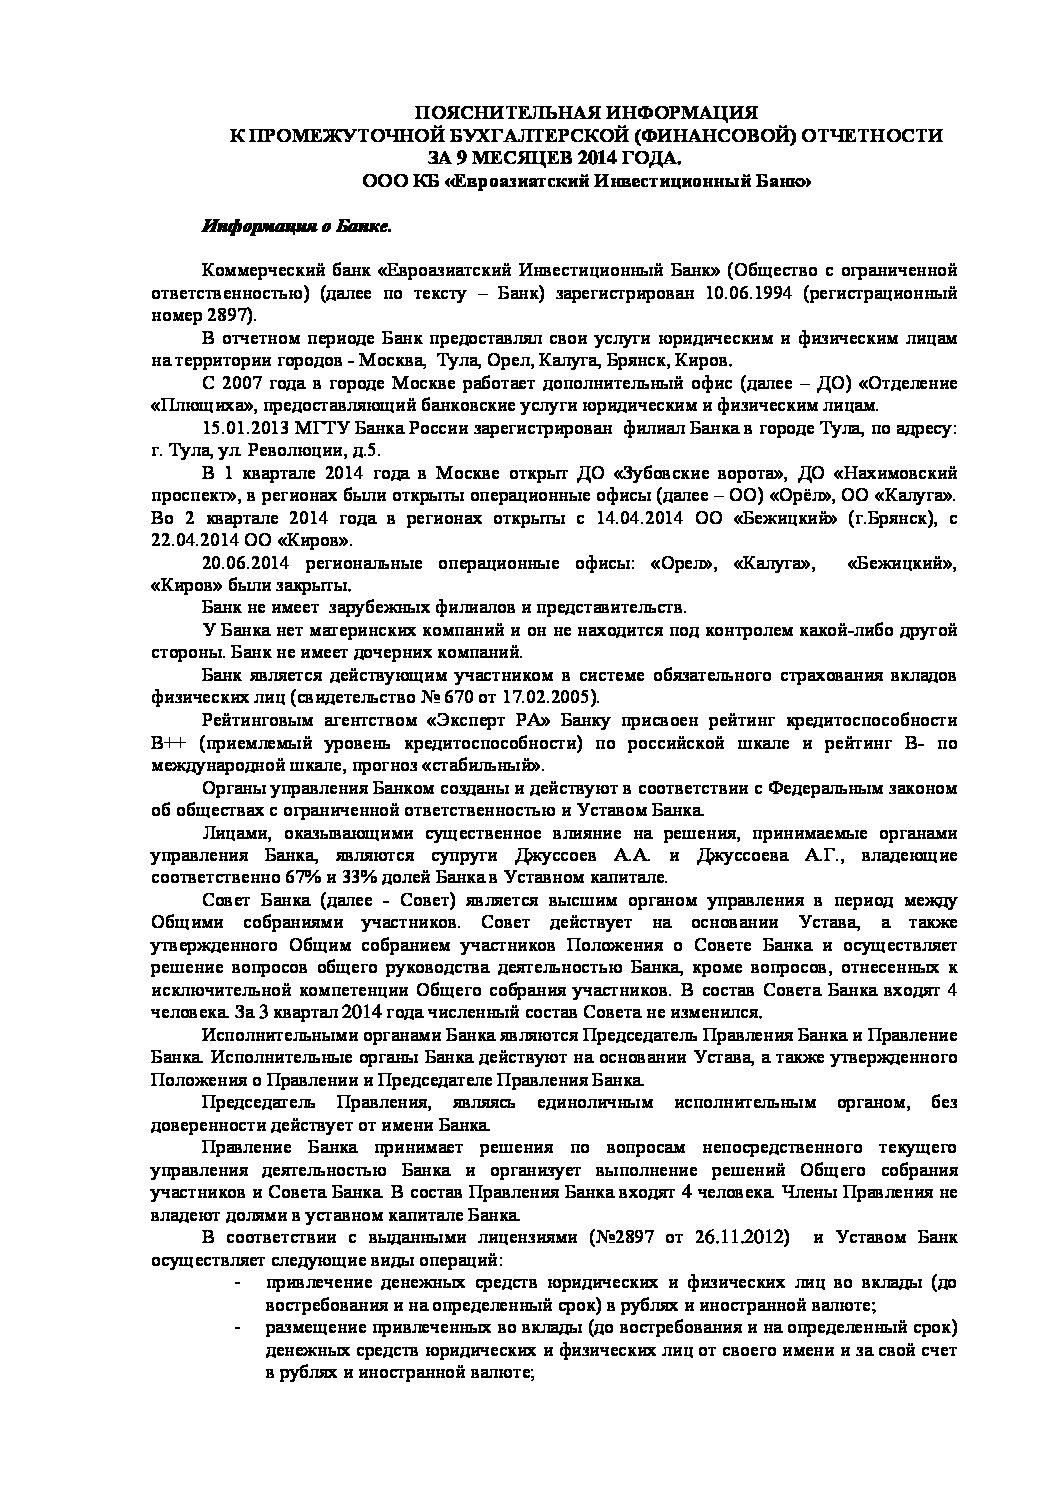 ПОЯСНИТЕЛЬНАЯ ИНФОРМАЦИЯ
К ПРОМЕЖУТОЧНОЙ БУХГАЛТЕРСКОЙ (ФИНАНСОВОЙ) ОТЧЕТНОСТИ
ЗА 9 МЕСЯЦЕВ 2014 ГОДА.
ООО КБ «Евроазиатский Инвестиционный Банк»
Информация о Банке.
Коммерческий банк «Евроазиатский Инвестиционный Банк» (Общество с ограниченной
ответственностью) (далее по тексту – Банк) зарегистрирован 10.06.1994 (регистрационный
номер 2897).
В отчетном периоде Банк предоставлял свои услуги юридическим и физическим лицам
на территории городов - Москва, Тула, Орел, Калуга, Брянск, Киров.
С 2007 года в городе Москве работает дополнительный офис (далее – ДО) «Отделение
«Плющиха», предоставляющий банковские услуги юридическим и физическим лицам.
15.01.2013 МГТУ Банка России зарегистрирован филиал Банка в городе Тула, по адресу:
г. Тула, ул. Революции, д.5.
В 1 квартале 2014 года в Москве открыт ДО «Зубовские ворота», ДО «Нахимовский
проспект», в регионах были открыты операционные офисы (далее – ОО) «Орёл», ОО «Калуга».
Во 2 квартале 2014 года в регионах открыты с 14.04.2014 ОО «Бежицкий» (г.Брянск), с
22.04.2014 ОО «Киров».
20.06.2014 региональные операционные офисы: «Орел», «Калуга», «Бежицкий»,
«Киров» были закрыты.
Банк не имеет зарубежных филиалов и представительств.
У Банка нет материнских компаний и он не находится под контролем какой-либо другой
стороны. Банк не имеет дочерних компаний.
Банк является действующим участником в системе обязательного страхования вкладов
физических лиц (свидетельство № 670 от 17.02.2005).
Рейтинговым агентством «Эксперт РА» Банку присвоен рейтинг кредитоспособности
В++ (приемлемый уровень кредитоспособности) по российской шкале и рейтинг В- по
международной шкале, прогноз «стабильный».
Органы управления Банком созданы и действуют в соответствии с Федеральным законом
об обществах с ограниченной ответственностью и Уставом Банка.
Лицами, оказывающими существенное влияние на решения, принимаемые органами
управления Банка, являются супруги Джуссоев А.А. и Джуссоева А.Г., владеющие
соответственно 67% и 33% долей Банка в Уставном капитале.
Совет Банка (далее - Совет) является высшим органом управления в период между
Общими собраниями участников. Совет действует на основании Устава, а также
утвержденного Общим собранием участников Положения о Совете Банка и осуществляет
решение вопросов общего руководства деятельностью Банка, кроме вопросов, отнесенных к
исключительной компетенции Общего собрания участников. В состав Совета Банка входят 4
человека. За 3 квартал 2014 года численный состав Совета не изменился.
Исполнительными органами Банка являются Председатель Правления Банка и Правление
Банка. Исполнительные органы Банка действуют на основании Устава, а также утвержденного
Положения о Правлении и Председателе Правления Банка.
Председатель Правления, являясь единоличным исполнительным органом, без
доверенности действует от имени Банка.
Правление Банка принимает решения по вопросам непосредственного текущего
управления деятельностью Банка и организует выполнение решений Общего собрания
участников и Совета Банка. В состав Правления Банка входят 4 человека. Члены Правления не
владеют долями в уставном капитале Банка.
В соответствии с выданными лицензиями (№2897 от 26.11.2012) и Уставом Банк
осуществляет следующие виды операций:
- привлечение денежных средств юридических и физических лиц во вклады (до
востребования и на определенный срок) в рублях и иностранной валюте;
- размещение привлеченных во вклады (до востребования и на определенный срок)
денежных средств юридических и физических лиц от своего имени и за свой счет
в рублях и иностранной валюте;